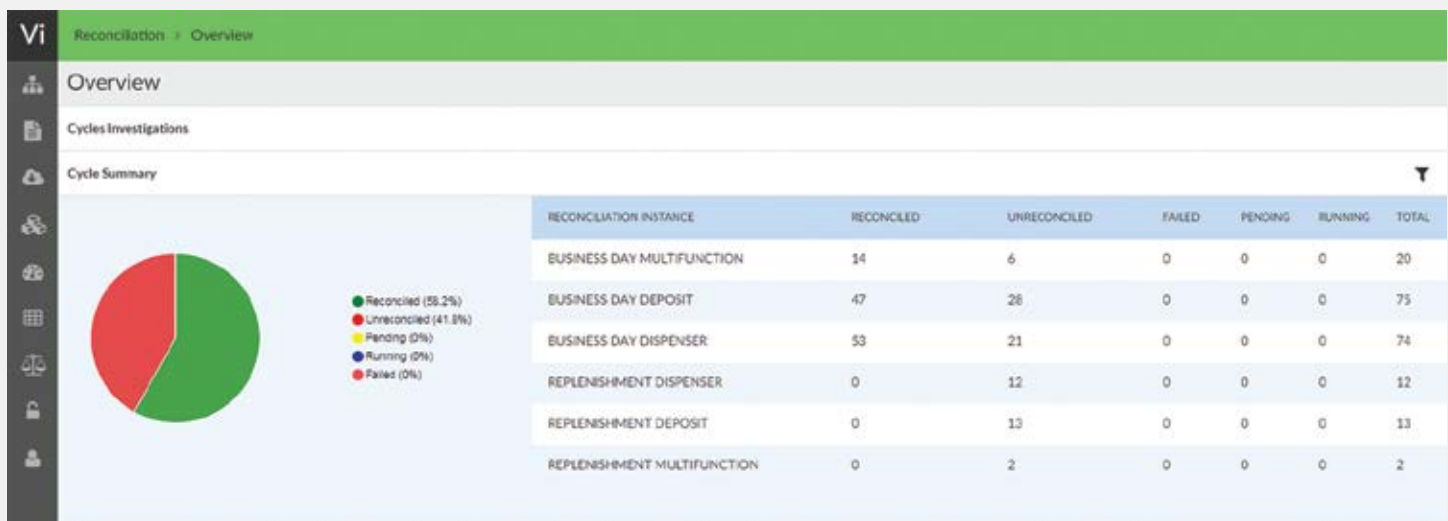 Vi
Reconciliation > Overview
Overview
Cycles Investigations
Cycle Summary
RECONCILIATION INSTANCE RECONCILED UNRECONCILED FAILED PENDING RUNNING TOTAL
BUSINESS DAY MULTIFUNCTION 14 6 0 0 0 20
BUSINESS DAY DEPOSIT 47 28 0 0 0 75
BUSINESS DAY DISPENSER 53 21 0 0 0 74
REPLENISHMENT DISPENSER 0 12 0 0 0 12
REPLENISHMENT DEPOSIT 0 13 0 0 0 13
REPLENISHMENT MULTIFUNCTION 0 2 0 0 0 2
Reconciled (58.2%)
Unreconciled (41.8%)
Pending (0%)
Running (0%)
Failed (0%)